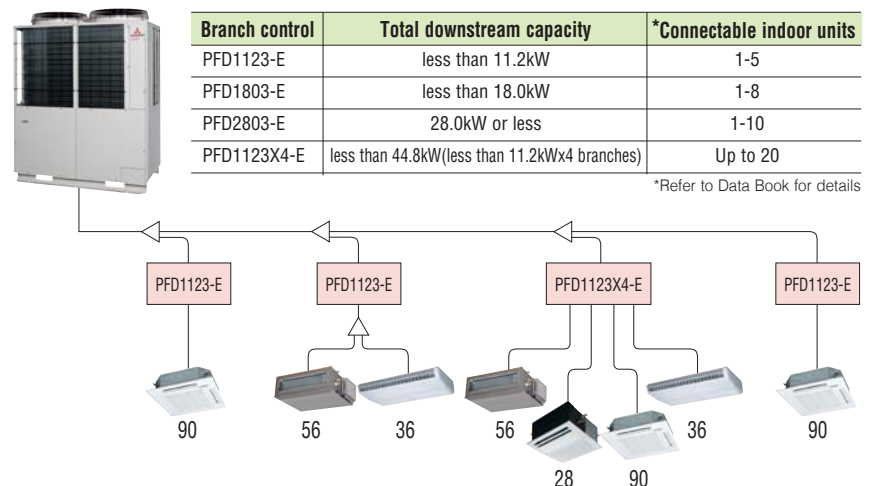 Branch control Total downstream capacity *Connectable indoor units
PFD1123-E less than 11.2kW 1-5
PFD1803-E less than 18.0kW 1-8
PFD2803-E 28.0kW or less 1-10
PFD1123X4-E less than 44.8kW(less than 11.2kWx4 branches) Up to 20
*Refer to Data Book for details
PFD1123-E PFD1123-E PFD1123X4-E PFD1123-E
90 56 36 56 36 90
28 90